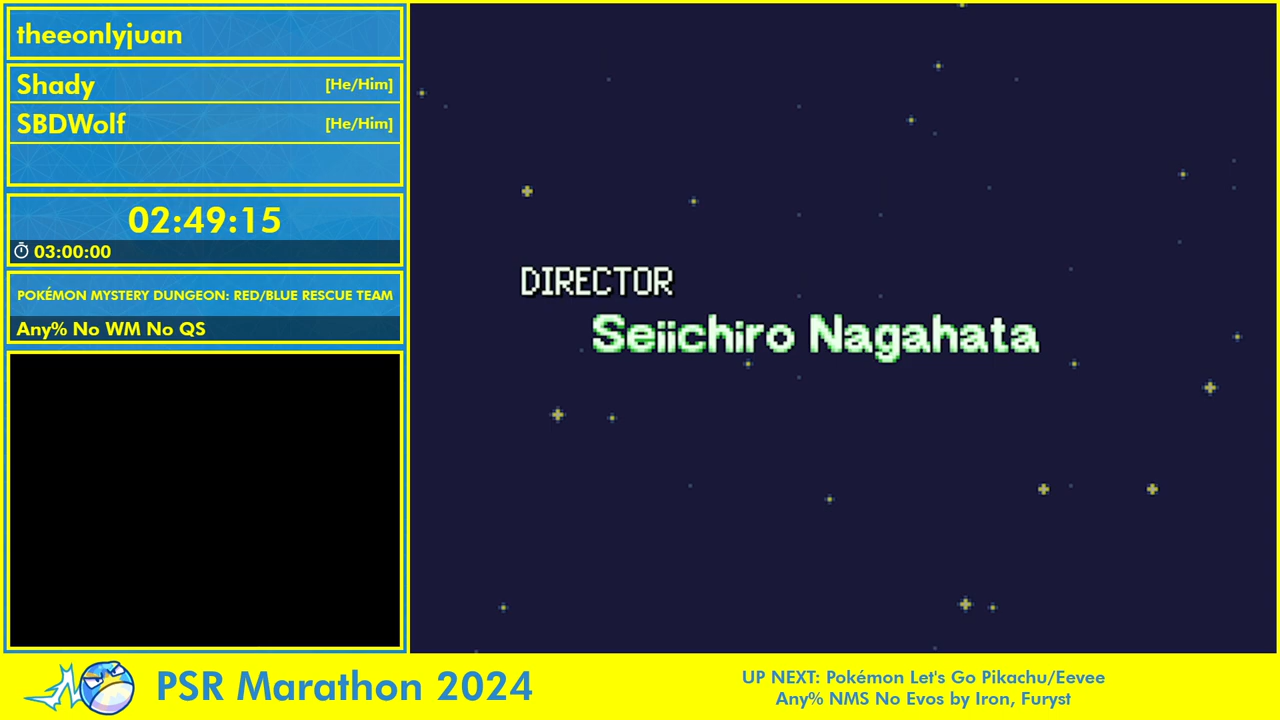 theeonlyjuan
Shady [He/Him]
SBDWolf [He/Him]
02:49:15
03:00:00
POKÉMON MYSTERY DUNGEON: RED/BLUE RESCUE TEAM
Any% No WM No QS
DIRECTOR
Seiichiro Nagahata
PSR Marathon 2024
UP NEXT: Pokémon Let's Go Pikachu/Eevee
Any% NMS No Evos by Iron, Furyst